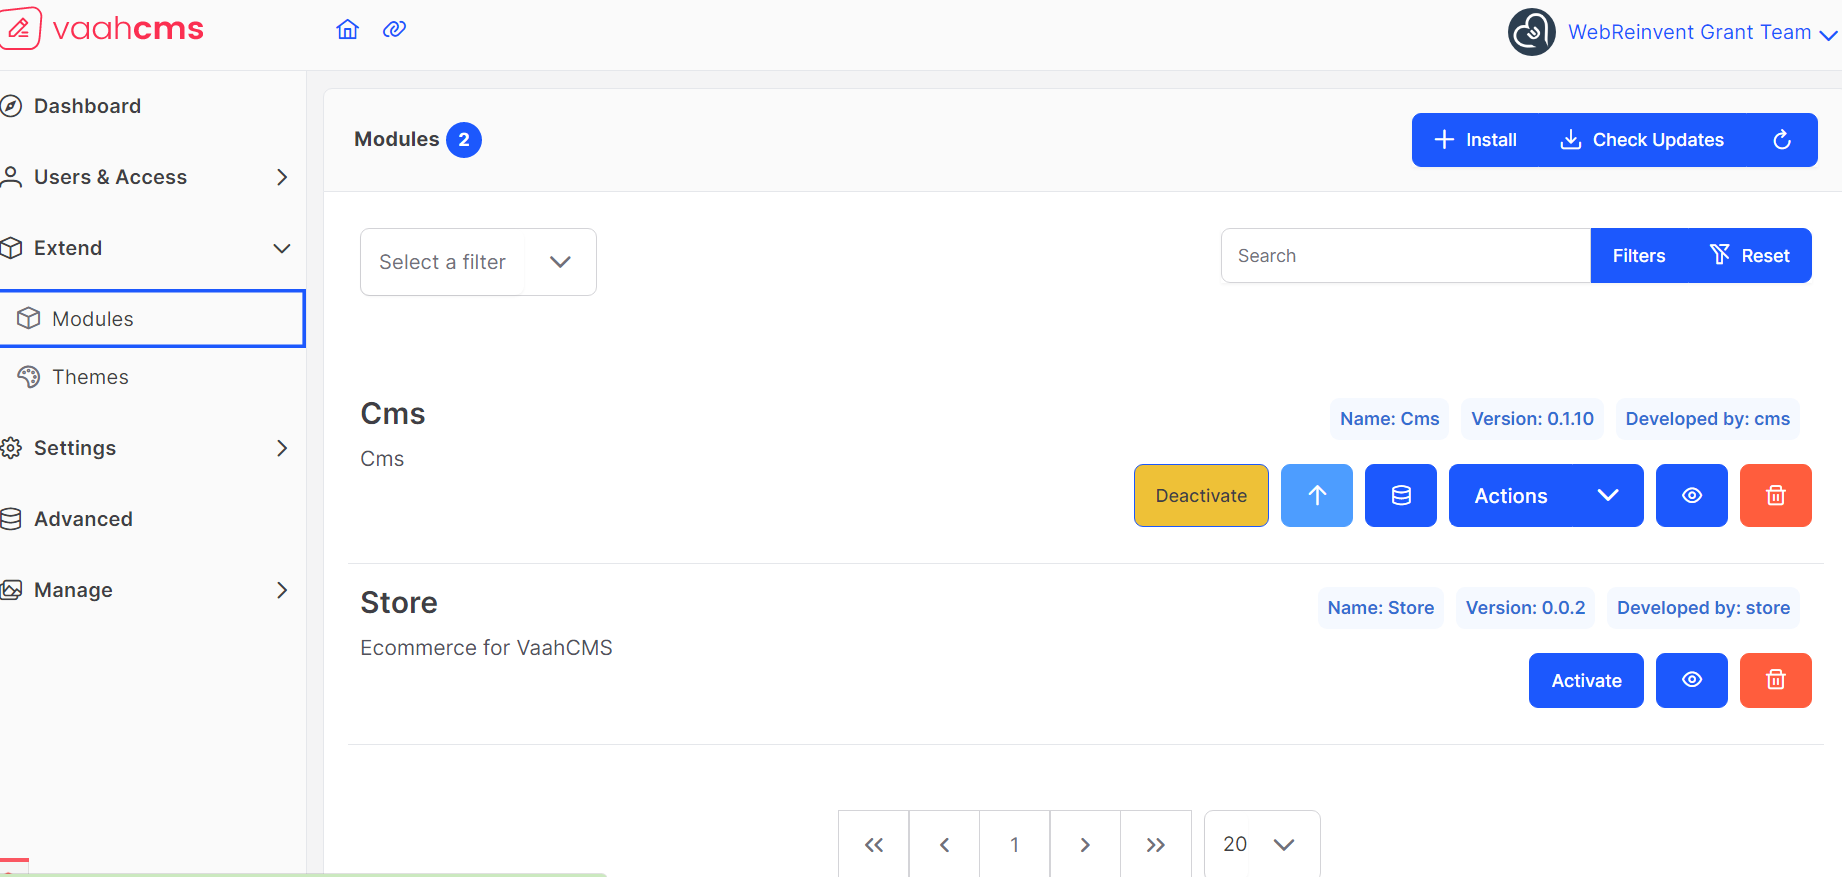 vaahcms
WebReinvent Grant Team
Dashboard
Users & Access
Extend
Modules
Themes
Settings
Advanced
Manage
Modules 2
Install
Check Updates
Select a filter
Search
Filters
Reset
Cms
Name: Cms
Version: 0.1.10
Developed by: cms
Cms
Deactivate
Actions
Store
Name: Store
Version: 0.0.2
Developed by: store
Ecommerce for VaahCMS
Activate
1
20